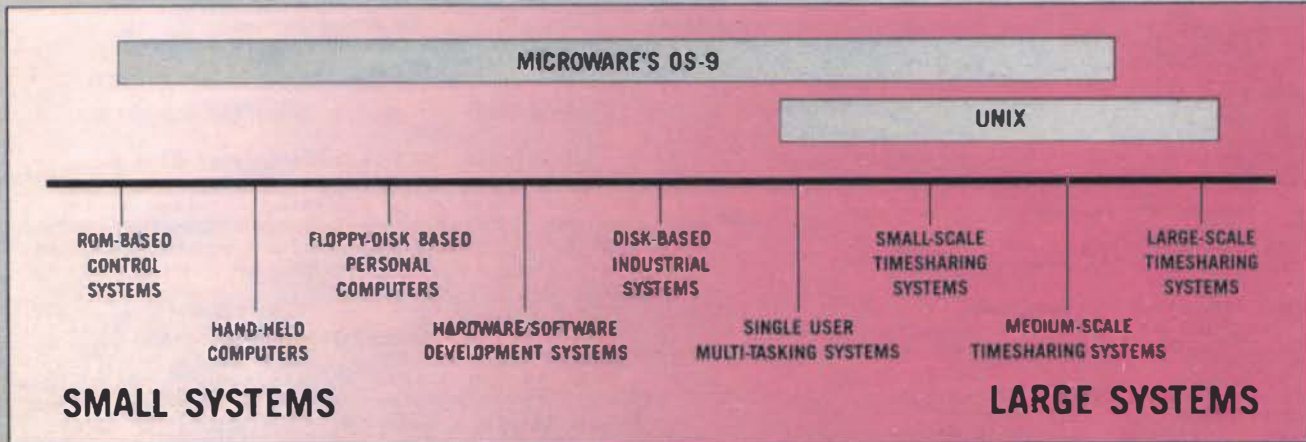 MICROWARE'S OS-9
UNIX
ROM-BASED
CONTROL
SYSTEMS
HAND-HELD
COMPUTERS
FLOPPY-DISK BASED
PERSONAL
COMPUTERS
HARDWARE/SOFTWARE
DEVELOPMENT SYSTEMS
DISK-BASED
INDUSTRIAL
SYSTEMS
SINGLE USER
MULTI-TASKING SYSTEMS
SMALL-SCALE
TIMESHARING
SYSTEMS
MEDIUM-SCALE
TIMESHARING SYSTEMS
LARGE-SCALE
TIMESHARING
SYSTEMS
SMALL SYSTEMS
LARGE SYSTEMS